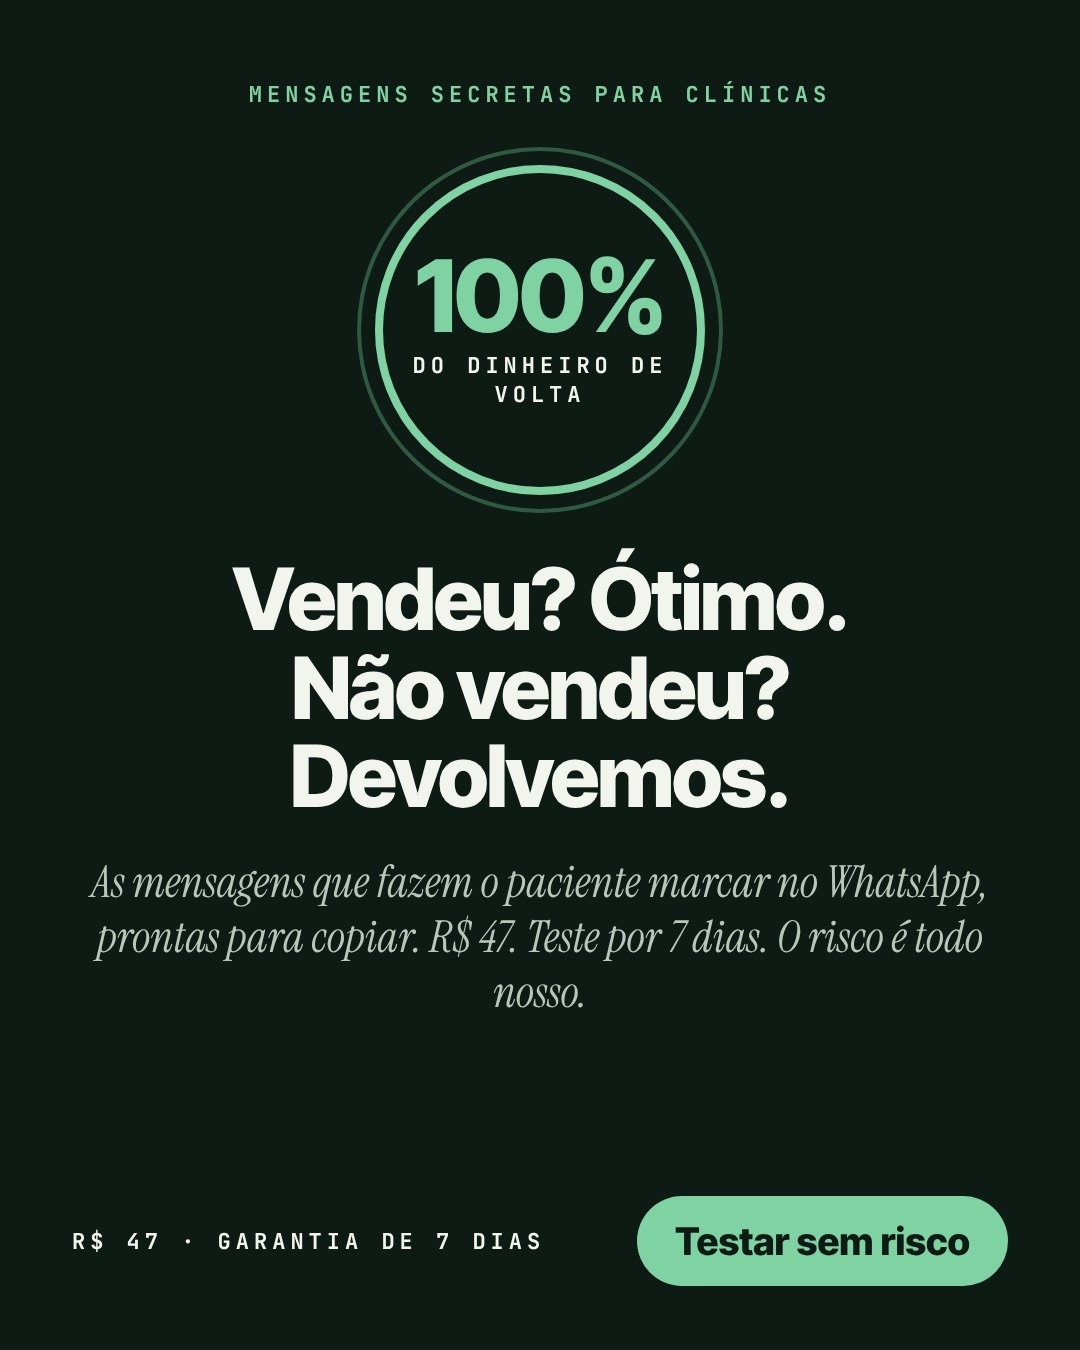 MENSAGENS SECRETAS PARA CLÍNICAS
100%
DO DINHEIRO DE
VOLTA
Vendeu? Ótimo.
Não vendeu?
Devolvemos.
As mensagens que fazem o paciente marcar no WhatsApp,
prontas para copiar. R$ 47. Teste por 7 dias. O risco é todo
nosso.
R$ 47 · GARANTIA DE 7 DIAS
Testar sem risco